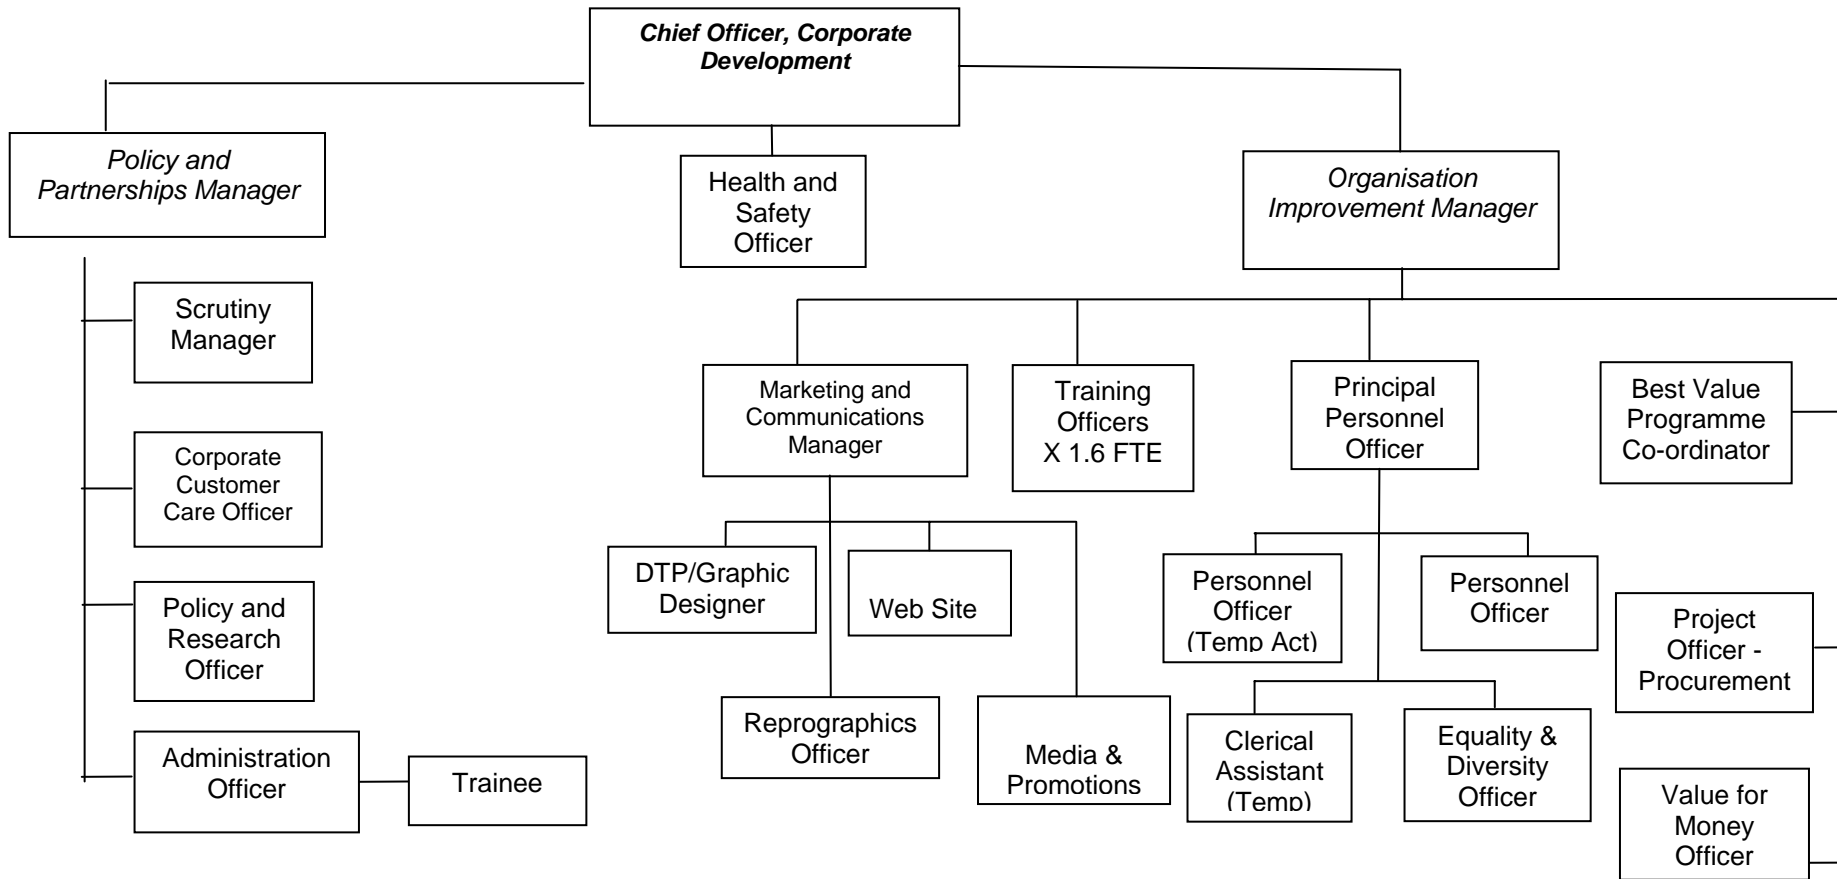 Chief Officer, Corporate
Development
Policy and
Partnerships Manager
Health and
Safety
Officer
Organisation
Improvement Manager
Scrutiny
Manager
Corporate
Customer
Care Officer
Policy and
Research
Officer
Administration
Officer
Trainee
Marketing and
Communications
Manager
Training
Officers
X 1.6 FTE
Principal
Personnel
Officer
Best Value
Programme
Co-ordinator
DTP/Graphic
Designer
Web Site
Reprographics
Officer
Media &
Promotions
Personnel
Officer
(Temp Act)
Personnel
Officer
Clerical
Assistant
(Temp)
Equality &
Diversity
Officer
Project
Officer -
Procurement
Value for
Money
Officer